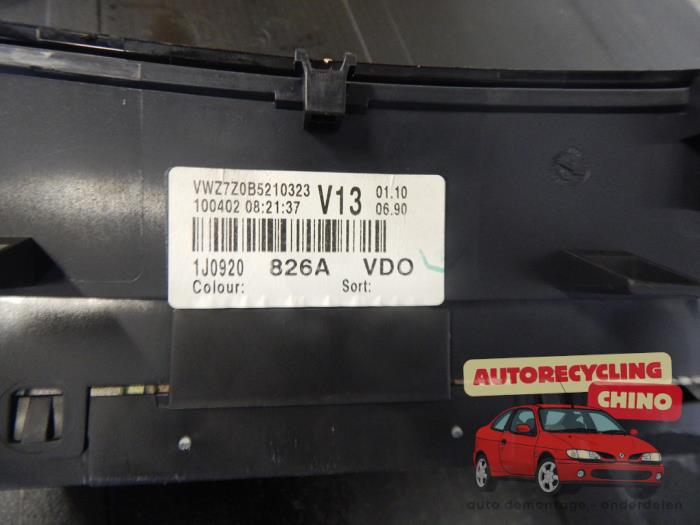 VWZ7Z0B5210323 V13 01.10
100402 08:21:37 06.90
1J0920 826A VDO
Colour: Sort:
AUTORECYCLING
CHINO
auto demontage - onderdelen